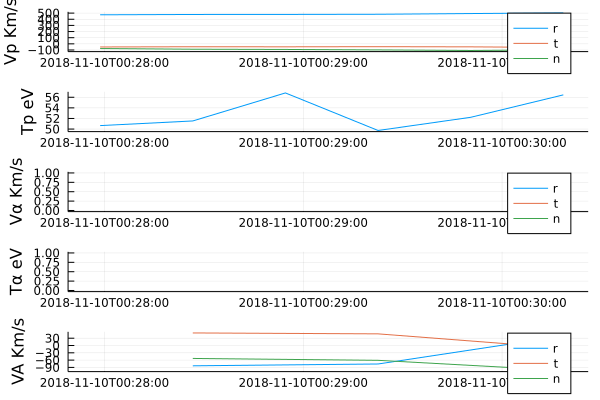 Vp Km/s
500
400
300
200
100
0
−100
2018-11-10T00:28:00
2018-11-10T00:29:00
2018-11-10T
r
t
n
Tp eV
56
54
52
50
2018-11-10T00:28:00
2018-11-10T00:29:00
2018-11-10T00:30:00
Vα Km/s
1.00
0.75
0.50
0.25
0.00
2018-11-10T00:28:00
2018-11-10T00:29:00
2018-11-10T
r
t
n
Tα eV
1.00
0.75
0.50
0.25
0.00
2018-11-10T00:28:00
2018-11-10T00:29:00
2018-11-10T00:30:00
VA Km/s
30
0
−30
−60
−90
2018-11-10T00:28:00
2018-11-10T00:29:00
2018-11-10T
r
t
n